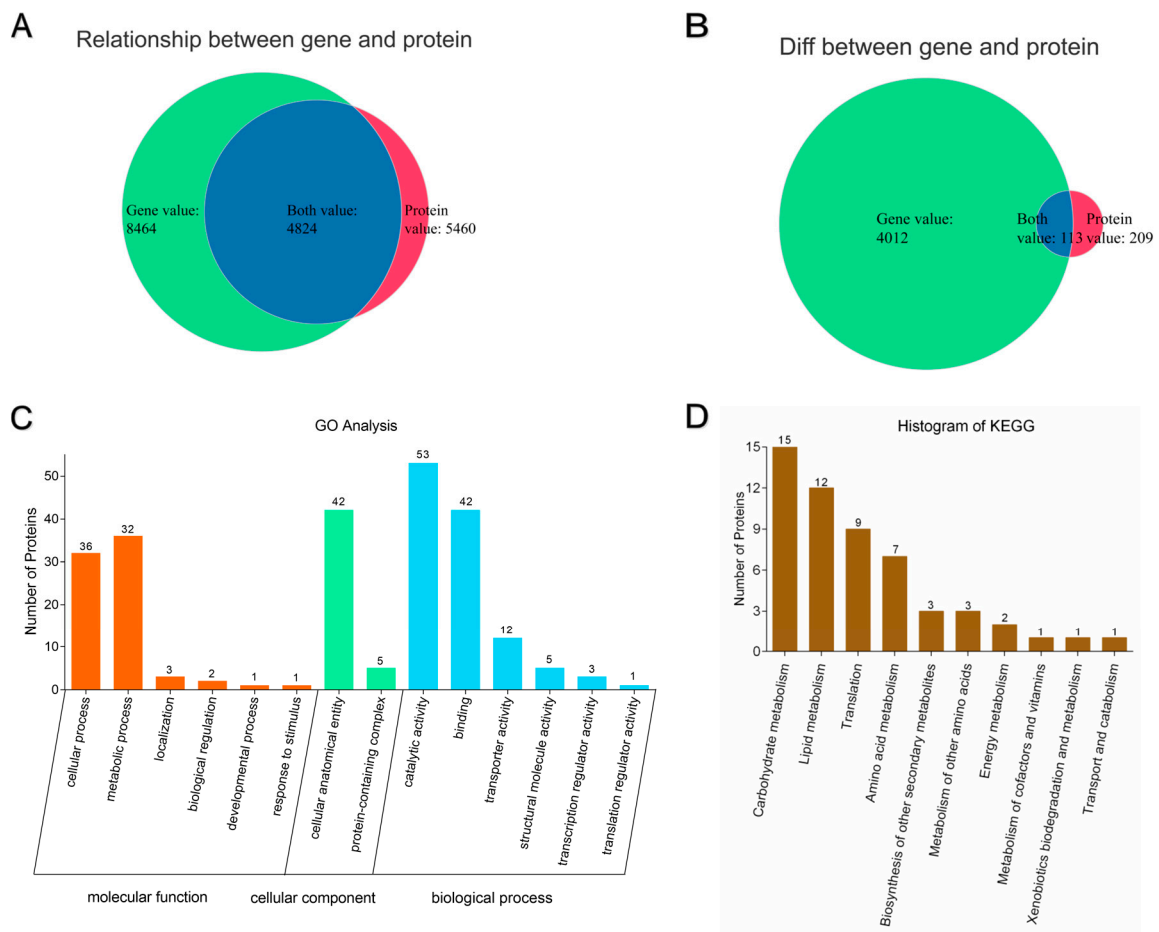 A
Relationship between gene and protein
Gene value:
8464
Both value:
4824
Protein
value: 5460
B
Diff between gene and protein
Gene value:
4012
Both
value: 113
Protein
value: 209
C
GO Analysis
Number of Proteins
50
40
30
20
10
0
36
32
3
2
1
1
42
5
53
42
12
5
3
1
cellular process
metabolic process
localization
biological regulation
developmental process
response to stimulus
cellular anatomical entity
protein-containing complex
catalytic activity
binding
transporter activity
structural molecule activity
transcription regulator activity
translation regulator activity
molecular function
cellular component
biological process
D
Histogram of KEGG
Number of Proteins
15
12
9
6
3
0
15
12
9
7
3
3
2
1
1
1
Carbohydrate metabolism
Lipid metabolism
Translation
Amino acid metabolism
Biosynthesis of other secondary metabolites
Metabolism of other amino acids
Energy metabolism
Metabolism of cofactors and vitamins
Xenobiotics biodegradation and metabolism
Transport and catabolism